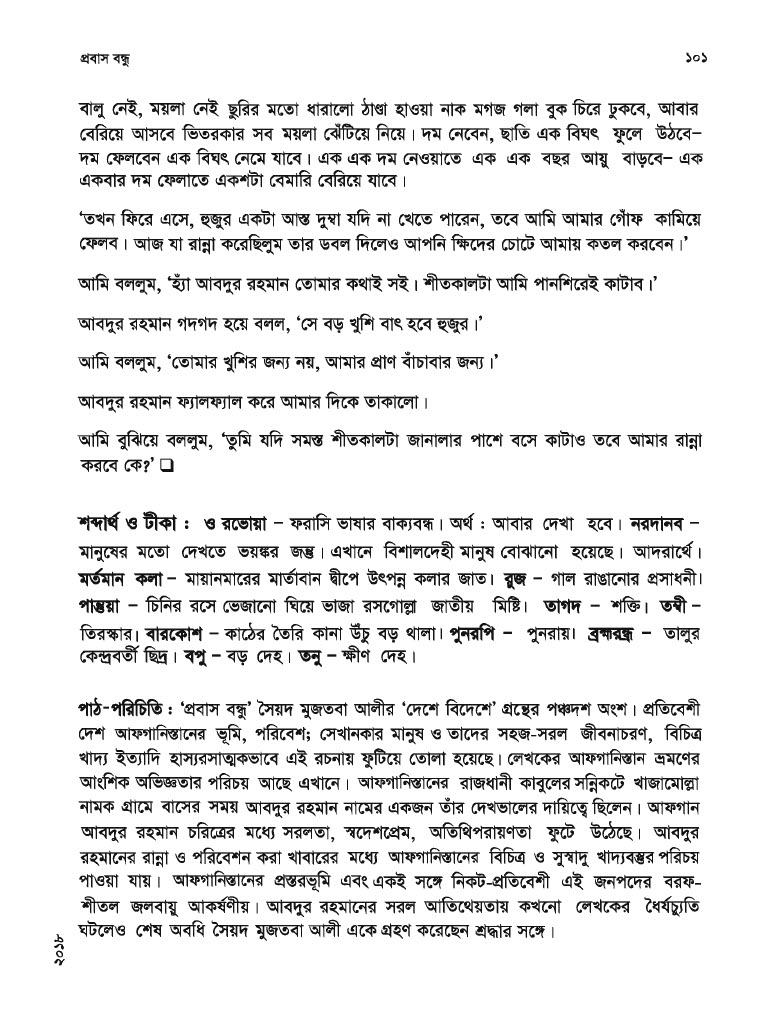 প্রবাস বন্ধু ১০১
বালু নেই, ময়লা নেই ছুরির মতো ধারালো ঠাণ্ডা হাওয়া নাক মগজ গলা বুক চিরে ঢুকবে, আবার
বেরিয়ে আসবে ভিতরকার সব ময়লা ঝেঁটিয়ে নিয়ে। দম নেবেন, ছাতি এক বিঘৎ ফুলে উঠবে–
দম ফেলবেন এক বিঘৎ নেমে যাবে। এক এক দম নেওয়াতে এক এক বছর আয়ু বাড়বে– এক
একবার দম ফেলাতে একশটা বেমারি বেরিয়ে যাবে।
‘তখন ফিরে এসে, হুজুর একটা আস্ত দুম্বা যদি না খেতে পারেন, তবে আমি আমার গোঁফ কামিয়ে
ফেলব। আজ যা রান্না করেছিলুম তার ডবল দিলেও আপনি ক্ষিদের চোটে আমায় কতল করবেন।’
আমি বললুম, ‘হ্যাঁ আবদুর রহমান তোমার কথাই সই। শীতকালটা আমি পানশিরেই কাটাব।’
আবদুর রহমান গদগদ হয়ে বলল, ‘সে বড় খুশি বাৎ হবে হুজুর।’
আমি বললুম, ‘তোমার খুশির জন্য নয়, আমার প্রাণ বাঁচাবার জন্য।’
আবদুর রহমান ফ্যালফ্যাল করে আমার দিকে তাকালো।
আমি বুঝিয়ে বললুম, ‘তুমি যদি সমস্ত শীতকালটা জানালার পাশে বসে কাটাও তবে আমার রান্না
করবে কে?’ ❑
শব্দার্থ ও টীকা : ও রভোয়া – ফরাসি ভাষার বাক্যবন্ধ। অর্থ : আবার দেখা হবে। নরদানব –
মানুষের মতো দেখতে ভয়ঙ্কর জন্তু। এখানে বিশালদেহী মানুষ বোঝানো হয়েছে। আদরার্থে।
মর্তমান কলা – মায়ানমারের মার্তাবান দ্বীপে উৎপন্ন কলার জাত। রুজ – গাল রাঙানোর প্রসাধনী।
পান্তুয়া – চিনির রসে ভেজানো ঘিয়ে ভাজা রসগোল্লা জাতীয় মিষ্টি। তাগদ – শক্তি। তম্বী –
তিরস্কার। বারকোশ – কাঠের তৈরি কানা উঁচু বড় থালা। পুনরপি – পুনরায়। ব্রহ্মরন্ধ্র – তালুর
কেন্দ্রবর্তী ছিদ্র। বপু – বড় দেহ। তনু – ক্ষীণ দেহ।
পাঠ-পরিচিতি : ‘প্রবাস বন্ধু’ সৈয়দ মুজতবা আলীর ‘দেশে বিদেশে’ গ্রন্থের পঞ্চদশ অংশ। প্রতিবেশী
দেশ আফগানিস্তানের ভূমি, পরিবেশ; সেখানকার মানুষ ও তাদের সহজ-সরল জীবনাচরণ, বিচিত্র
খাদ্য ইত্যাদি হাস্যরসাত্মকভাবে এই রচনায় ফুটিয়ে তোলা হয়েছে। লেখকের আফগানিস্তান ভ্রমণের
আংশিক অভিজ্ঞতার পরিচয় আছে এখানে। আফগানিস্তানের রাজধানী কাবুলের সন্নিকটে খাজামোল্লা
নামক গ্রামে বাসের সময় আবদুর রহমান নামের একজন তাঁর দেখভালের দায়িত্বে ছিলেন। আফগান
আবদুর রহমান চরিত্রের মধ্যে সরলতা, স্বদেশপ্রেম, অতিথিপরায়ণতা ফুটে উঠেছে। আবদুর
রহমানের রান্না ও পরিবেশন করা খাবারের মধ্যে আফগানিস্তানের বিচিত্র ও সুস্বাদু খাদ্যবস্তুর পরিচয়
পাওয়া যায়। আফগানিস্তানের প্রস্তরভূমি এবং একই সঙ্গে নিকট-প্রতিবেশী এই জনপদের বরফ-
শীতল জলবায়ু আকর্ষণীয়। আবদুর রহমানের সরল আতিথেয়তায় কখনো লেখকের ধৈর্যচ্যুতি
ঘটলেও শেষ অবধি সৈয়দ মুজতবা আলী একে গ্রহণ করেছেন শ্রদ্ধার সঙ্গে।
২০১৮